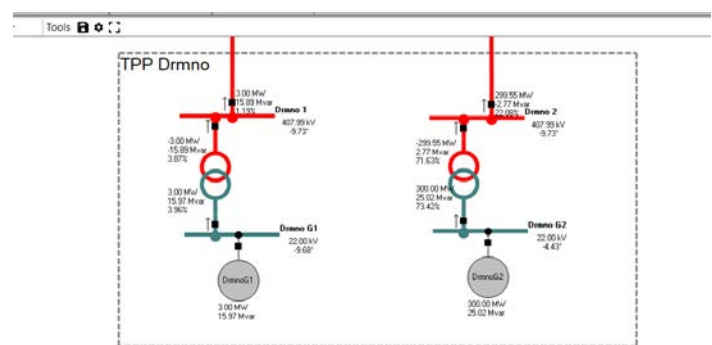 Tools
TPP Drmno
3.00 MW
15.89 Mvar
1.19%
Drmno 1
407.99 kV
-9.73°
-3.00 MW
-15.89 Mvar
3.87%
3.00 MW
15.97 Mvar
3.96%
Drmno G1
22.00 kV
-9.68°
DrmnoG1
3.00 MW
15.97 Mvar
299.55 MW
-2.77 Mvar
22.08%
Drmno 2
407.99 kV
-9.73°
-299.55 MW
2.77 Mvar
71.63%
300.00 MW
25.02 Mvar
73.42%
Drmno G2
22.00 kV
-4.43°
DrmnoG2
300.00 MW
25.02 Mvar